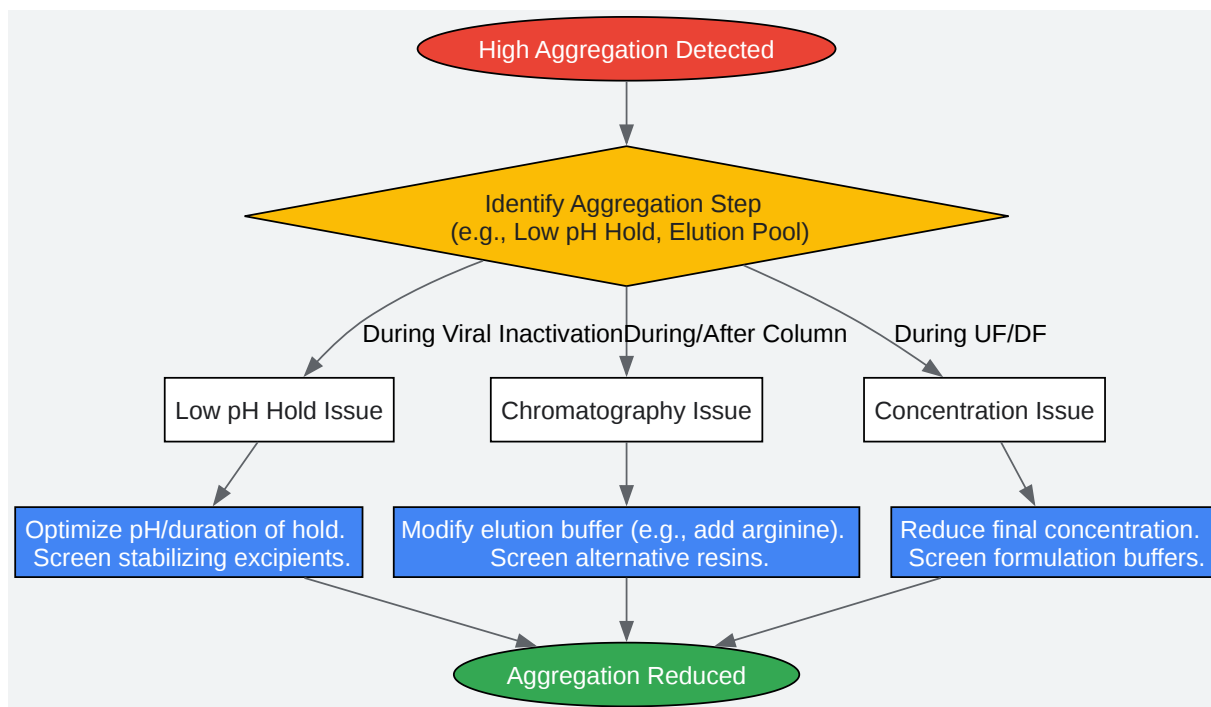 High Aggregation Detected
Identify Aggregation Step
(e.g., Low pH Hold, Elution Pool)
During Viral Inactivation
During/After Column
During UF/DF
Low pH Hold Issue
Chromatography Issue
Concentration Issue
Optimize pH/duration of hold.
Screen stabilizing excipients.
Modify elution buffer (e.g., add arginine).
Screen alternative resins.
Reduce final concentration.
Screen formulation buffers.
Aggregation Reduced